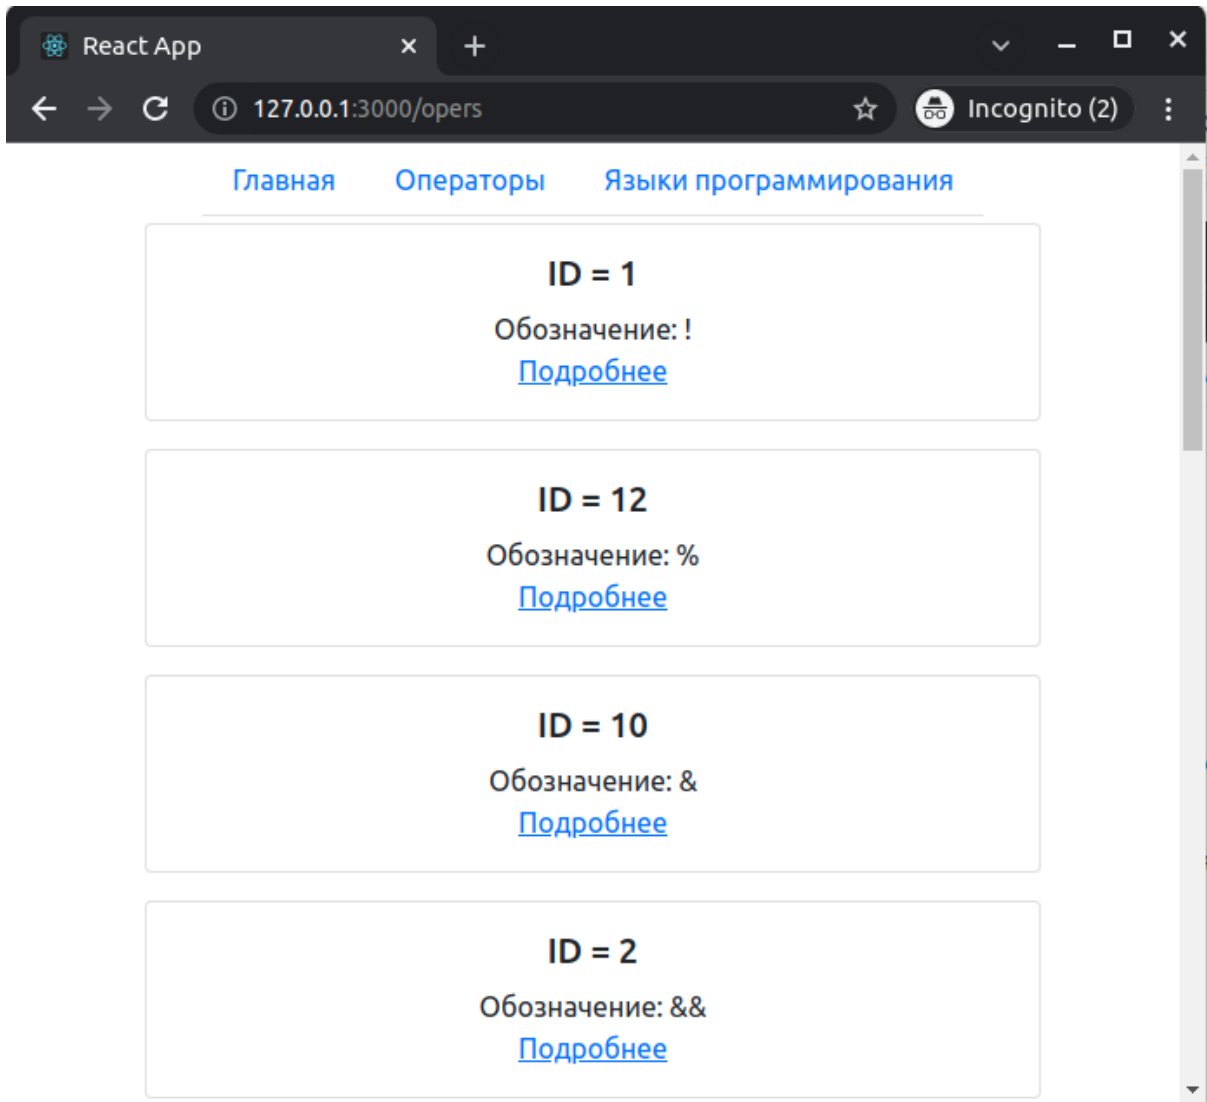 React App
127.0.0.1:3000/opers
Incognito (2)
Главная Операторы Языки программирования
ID = 1
Обозначение: !
Подробнее
ID = 12
Обозначение: %
Подробнее
ID = 10
Обозначение: &
Подробнее
ID = 2
Обозначение: &&
Подробнее